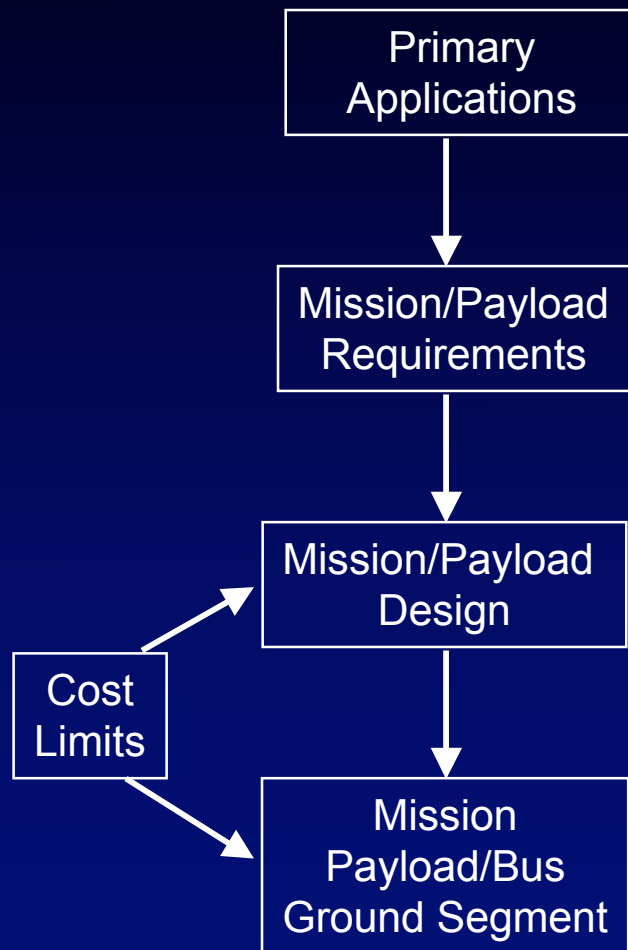 Primary
Applications
Mission/Payload
Requirements
Mission/Payload
Design
Cost
Limits
Mission
Payload/Bus
Ground Segment